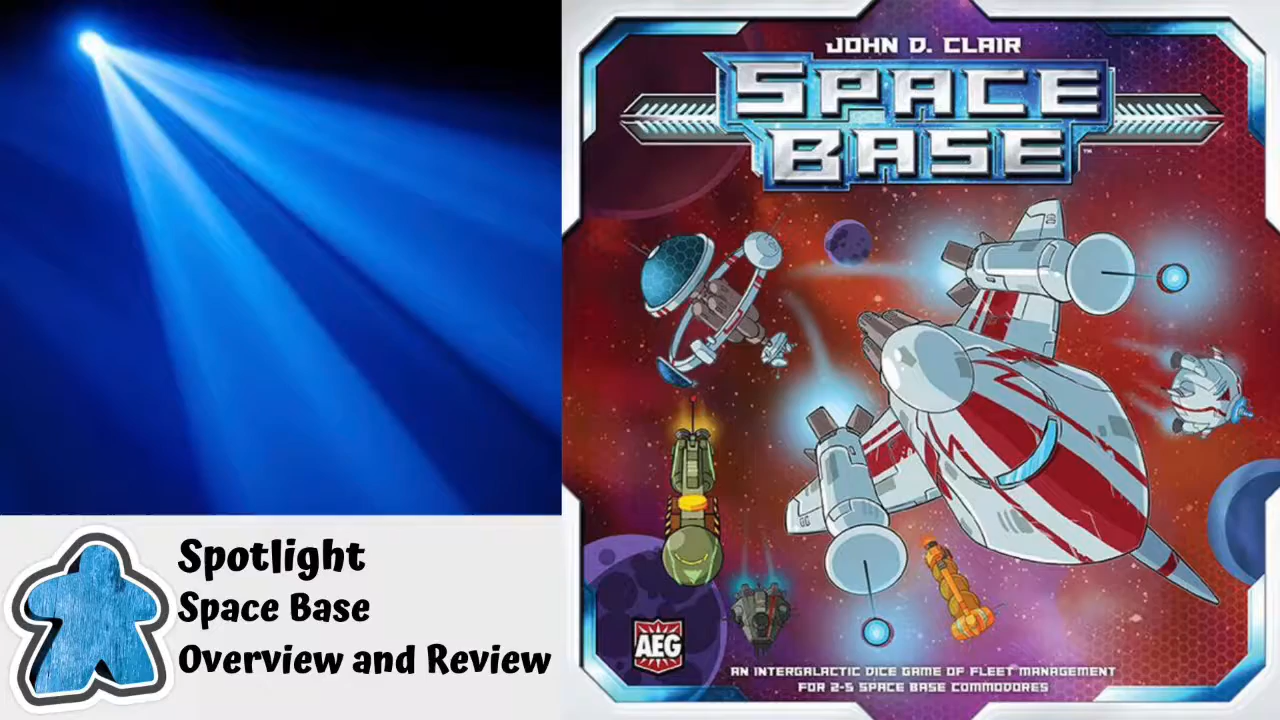 Spotlight
Space Base
Overview and Review
JOHN D. CLAIR
SPACE
BASE
™
AEG
AN INTERGALACTIC DICE GAME OF FLEET MANAGEMENT
FOR 2-5 SPACE BASE COMMODORES